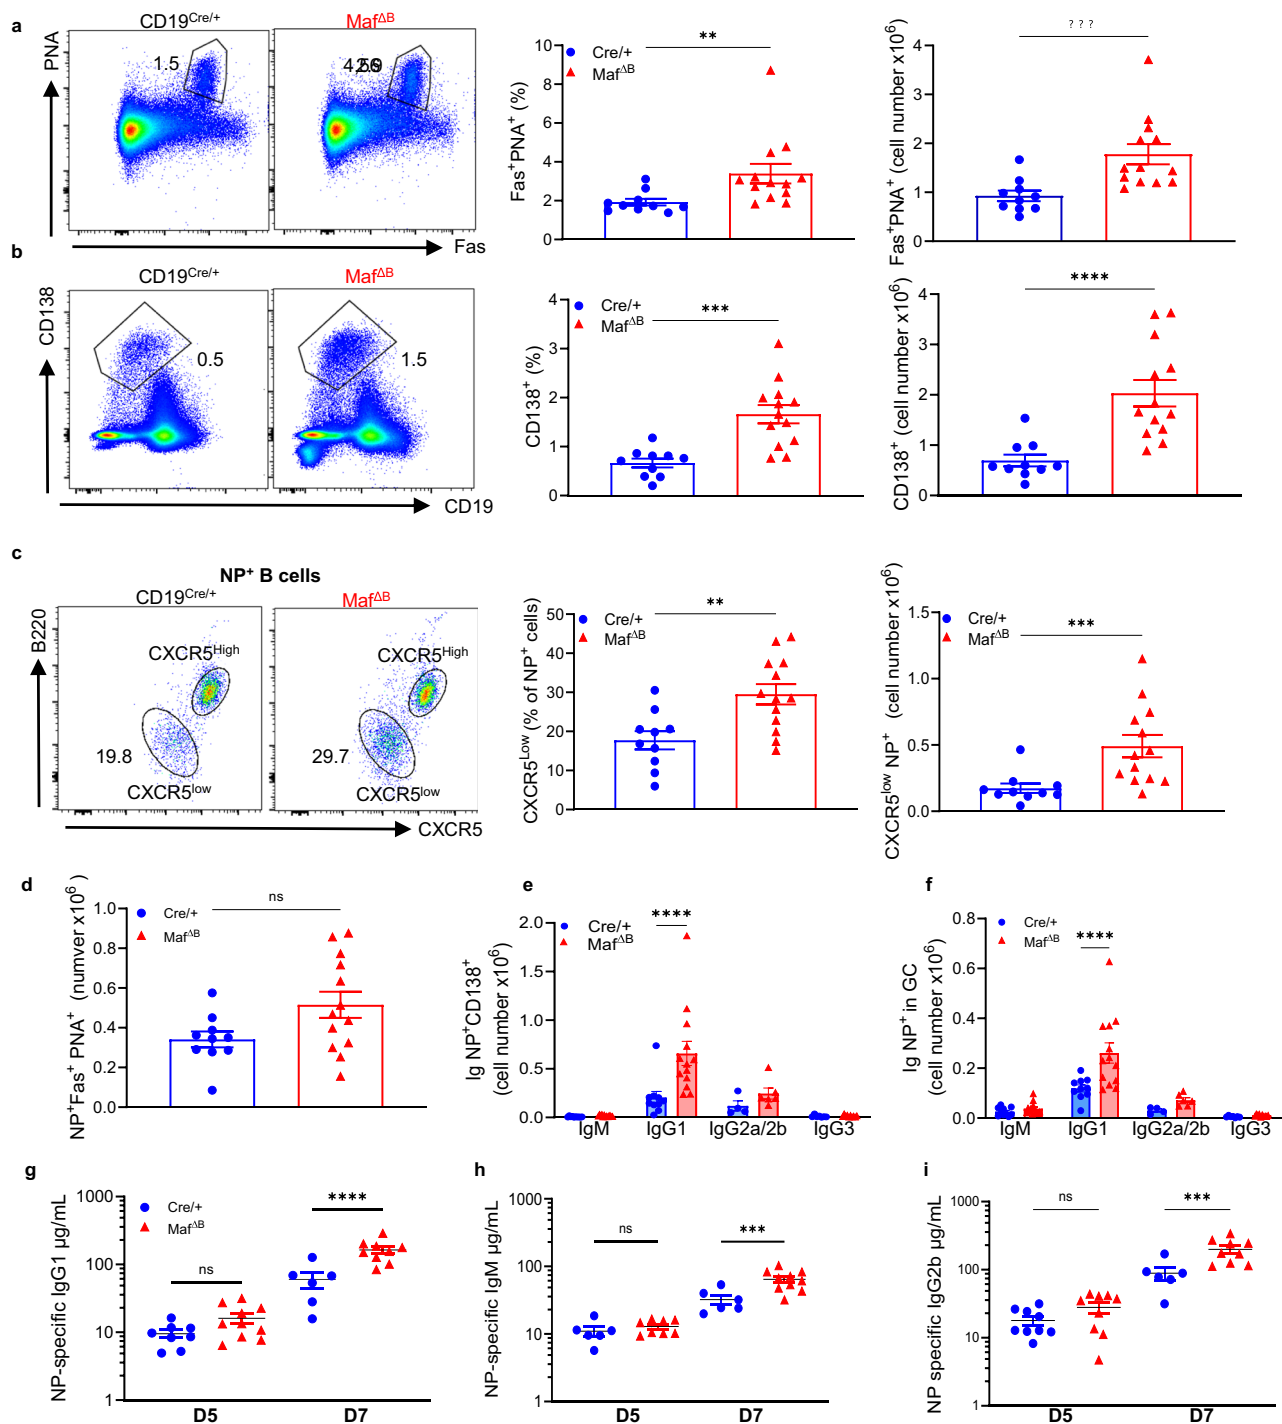 a
CD19Cre/+
MafΔB
PNA
1.5
Fas
Cre/+
MafΔB
**
Fas+PNA+ (%)
10
8
6
4
2
0
? ? ?
Fas+PNA+ (cell number x106)
4
3
2
1
0
b
CD19Cre/+
MafΔB
CD138
0.5
1.5
CD19
Cre/+
MafΔB
***
CD138+ (%)
4
3
2
1
0
****
CD138+ (cell number x106)
4
3
2
1
0
c
NP+ B cells
CD19Cre/+
MafΔB
B220
CXCR5High
CXCR5High
19.8
29.7
CXCR5low
CXCR5low
CXCR5
Cre/+
MafΔB
**
CXCR5Low (% of NP+ cells)
50
40
30
20
10
0
Cre/+
MafΔB
***
CXCR5low NP+ (cell number x106)
1.5
1.0
0.5
0.0
d
Cre/+
MafΔB
ns
NP+Fas+ PNA+ (numver x106 )
1.0
0.8
0.6
0.4
0.2
0.0
e
Cre/+
MafΔB
****
Ig NP+CD138+
(cell number x106)
2.0
1.5
1.0
0.5
0.0
IgM IgG1 IgG2a/2b IgG3
f
Cre/+
MafΔB
****
Ig NP+ in GC
(cell number x106)
0.8
0.6
0.4
0.2
0.0
IgM IgG1 IgG2a/2b IgG3
g
Cre/+
MafΔB
ns
****
NP-specific IgG1 µg/mL
1000
100
10
1
D5 D7
h
ns
***
NP-specific IgM µg/mL
1000
100
10
1
D5 D7
i
ns
***
NP specific IgG2b µg/mL
1000
100
10
1
D5 D7